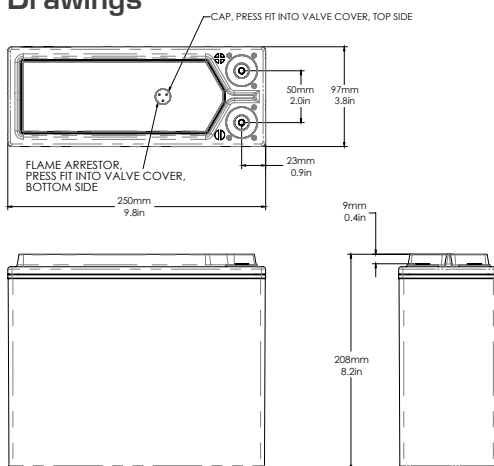 Drawings
CAP, PRESS FIT INTO VALVE COVER, TOP SIDE
50mm
2.0in
97mm
3.8in
FLAME ARRESTOR,
PRESS FIT INTO VALVE COVER,
BOTTOM SIDE
23mm
0.9in
250mm
9.8in
9mm
0.4in
208mm
8.2in